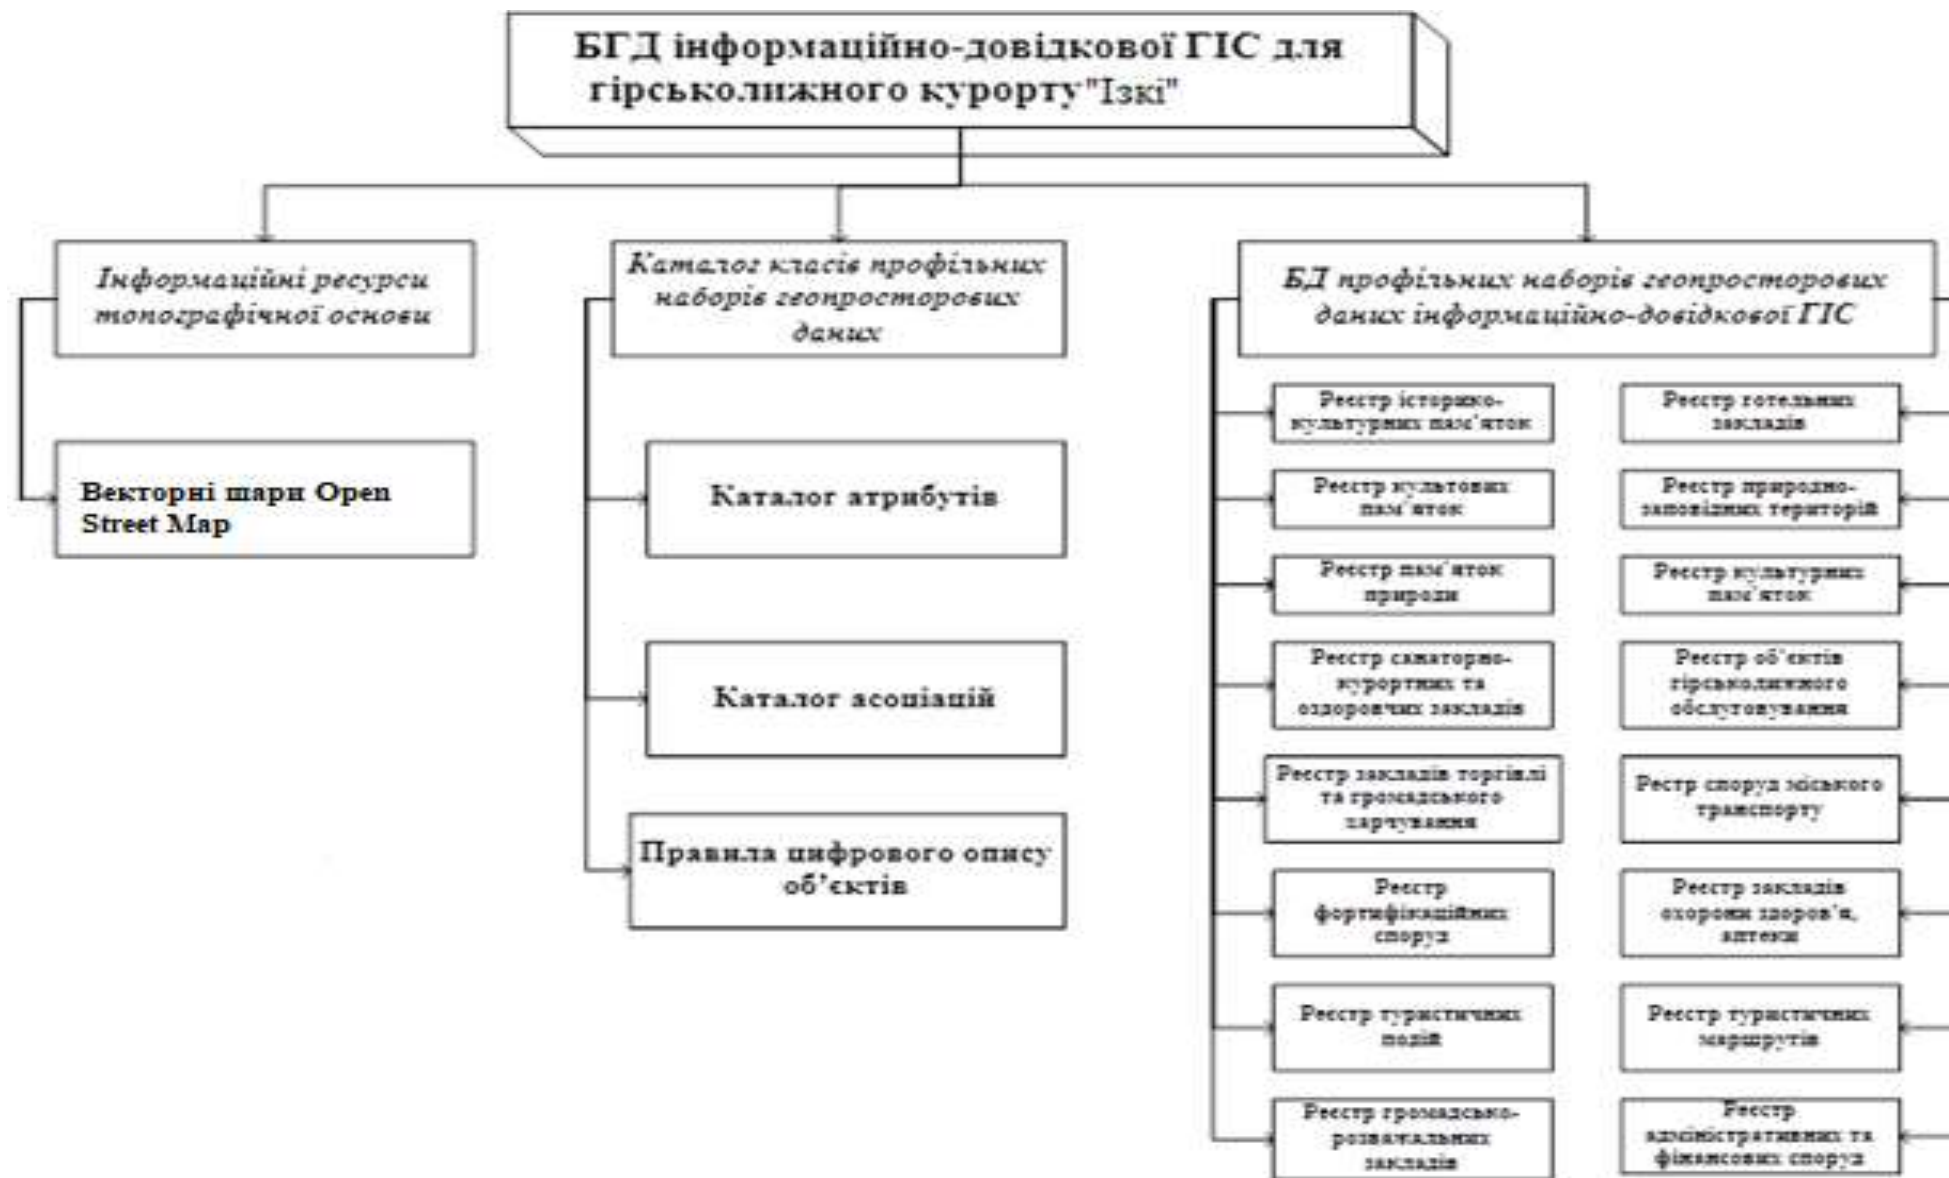 БГД інформаційно-довідкової ГІС для
гірськолижного курорту "Ізкі"
Інформаційні ресурси
топографічної основи
Векторні шари Open
Street Map
Каталог класів профільних
наборів геопросторових
даних
Каталог атрибутів
Каталог асоціацій
Правила цифрового опису
об’єктів
БД профільних наборів геопросторових
даних інформаційно-довідкової ГІС
Реєстр історико-
культурних пам’яток
Реєстр культових
пам’яток
Реєстр пам’яток
природи
Реєстр санаторно-
курортних та
оздоровчих закладів
Реєстр закладів торгівлі
та громадського
харчування
Реєстр
фортифікаційних
споруд
Реєстр туристичних
подій
Реєстр громадсько-
розважальних
закладів
Реєстр готельних
закладів
Реєстр природно-
заповідних територій
Реєстр культурних
пам’яток
Реєстр об’єктів
гірськолижного
обслуговування
Рестр споруд міського
транспорту
Реєстр закладів
охорони здоров’я,
аптеки
Реєстр туристичних
маршрутів
Реєстр
адміністративних та
фінансових споруд